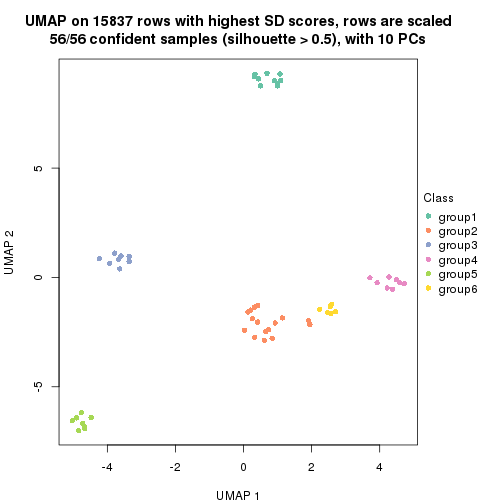 UMAP on 15837 rows with highest SD scores, rows are scaled
56/56 confident samples (silhouette > 0.5), with 10 PCs
5
0
-5
UMAP 2
-4
-2
0
2
4
UMAP 1
Class
group1
group2
group3
group4
group5
group6